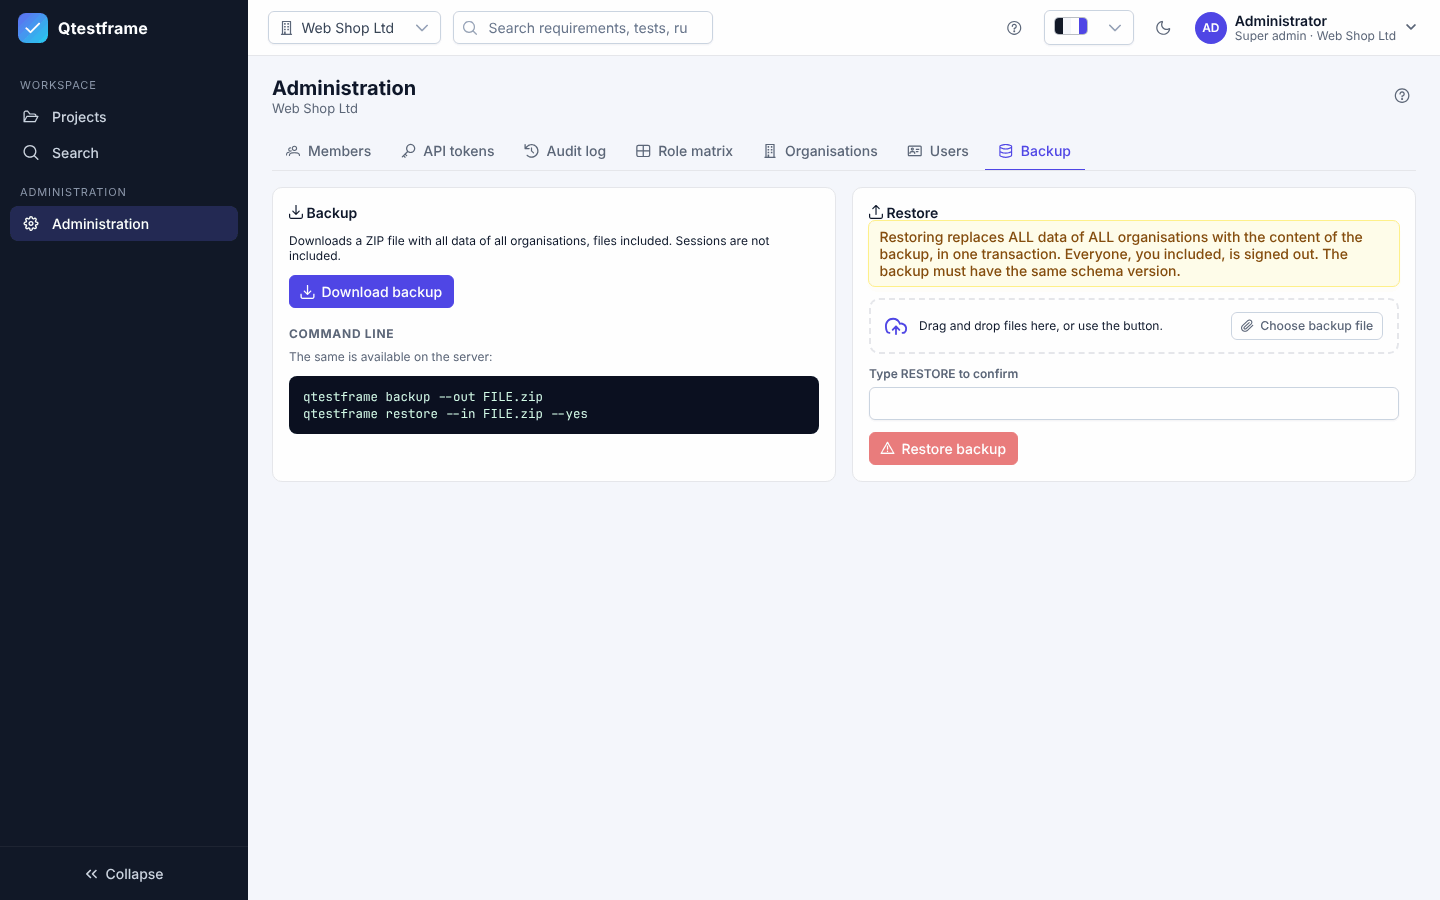 Qtestframe
Web Shop Ltd
Search requirements, tests, ru
AD
Administrator
Super admin · Web Shop Ltd
WORKSPACE
Projects
Search
ADMINISTRATION
Administration
Collapse
Administration
Web Shop Ltd
Members
API tokens
Audit log
Role matrix
Organisations
Users
Backup
Backup
Downloads a ZIP file with all data of all organisations, files included. Sessions are not
included.
Download backup
COMMAND LINE
The same is available on the server:
qtestframe backup --out FILE.zip
qtestframe restore --in FILE.zip --yes
Restore
Restoring replaces ALL data of ALL organisations with the content of the
backup, in one transaction. Everyone, you included, is signed out. The
backup must have the same schema version.
Drag and drop files here, or use the button.
Choose backup file
Type RESTORE to confirm
Restore backup